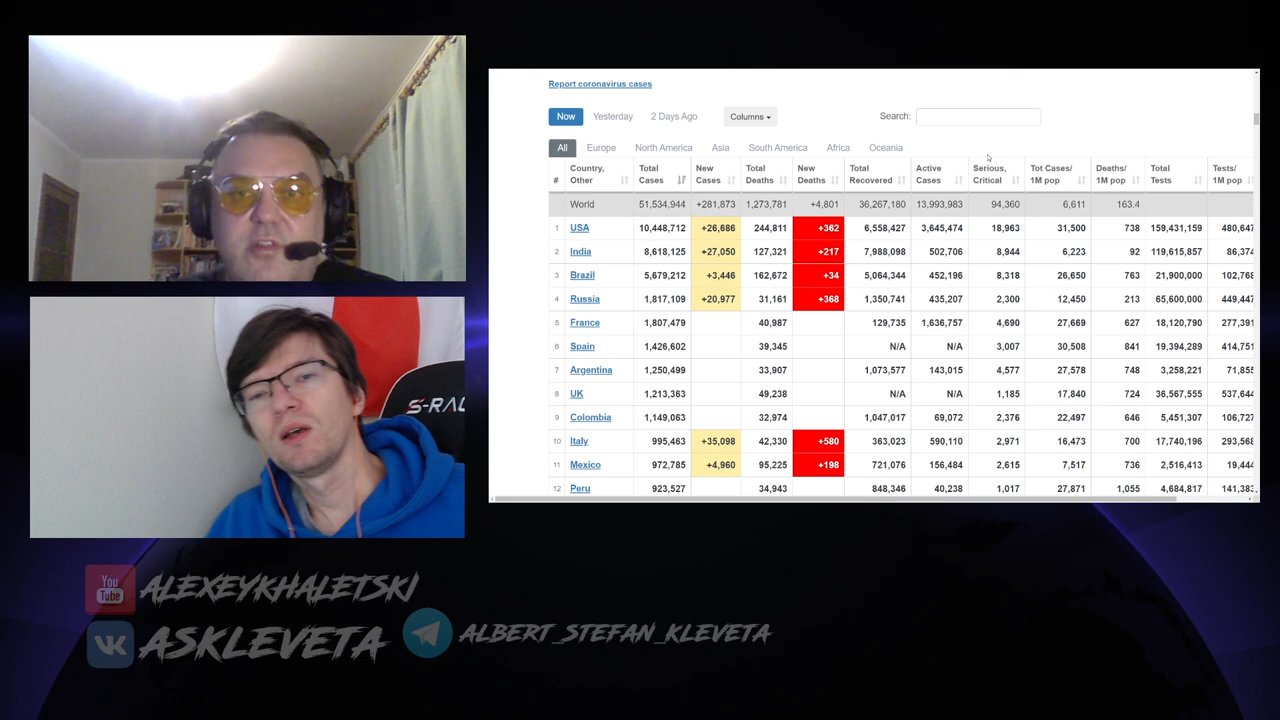 Report coronavirus cases
Now Yesterday 2 Days Ago Columns Search:
All Europe North America Asia South America Africa Oceania
# Country, Other Total Cases New Cases Total Deaths New Deaths Total Recovered Active Cases Serious, Critical Tot Cases/ 1M pop Deaths/ 1M pop Total Tests Tests/ 1M pop
World 51,534,944 +281,873 1,273,781 +4,801 36,267,180 13,993,983 94,360 6,611 163.4
1 USA 10,448,712 +26,686 244,811 +362 6,558,427 3,645,474 18,963 31,500 738 159,431,159 480,647
2 India 8,618,125 +27,050 127,321 +217 7,988,098 502,706 8,944 6,223 92 119,615,857 86,374
3 Brazil 5,679,212 +3,446 162,672 +34 5,064,344 452,196 8,318 26,650 763 21,900,000 102,768
4 Russia 1,817,109 +20,977 31,161 +368 1,350,741 435,207 2,300 12,450 213 65,600,000 449,447
5 France 1,807,479 40,987 129,735 1,636,757 4,690 27,669 627 18,120,790 277,391
6 Spain 1,426,602 39,345 N/A N/A 3,007 30,508 841 19,394,289 414,751
7 Argentina 1,250,499 33,907 1,073,577 143,015 4,577 27,578 748 3,258,221 71,855
8 UK 1,213,363 49,238 N/A N/A 1,185 17,840 724 36,567,555 537,644
9 Colombia 1,149,063 32,974 1,047,017 69,072 2,376 22,497 646 5,451,307 106,727
10 Italy 995,463 +35,098 42,330 +580 363,023 590,110 2,971 16,473 700 17,740,196 293,568
11 Mexico 972,785 +4,960 95,225 +198 721,076 156,484 2,615 7,517 736 2,516,413 19,444
12 Peru 923,527 34,943 848,346 40,238 1,017 27,871 1,055 4,684,817 141,383
S-RAC
You Tube ALEXEYKHALETSKI
VK ASKLEVETA
ALBERT_STEFAN_KLEVETA